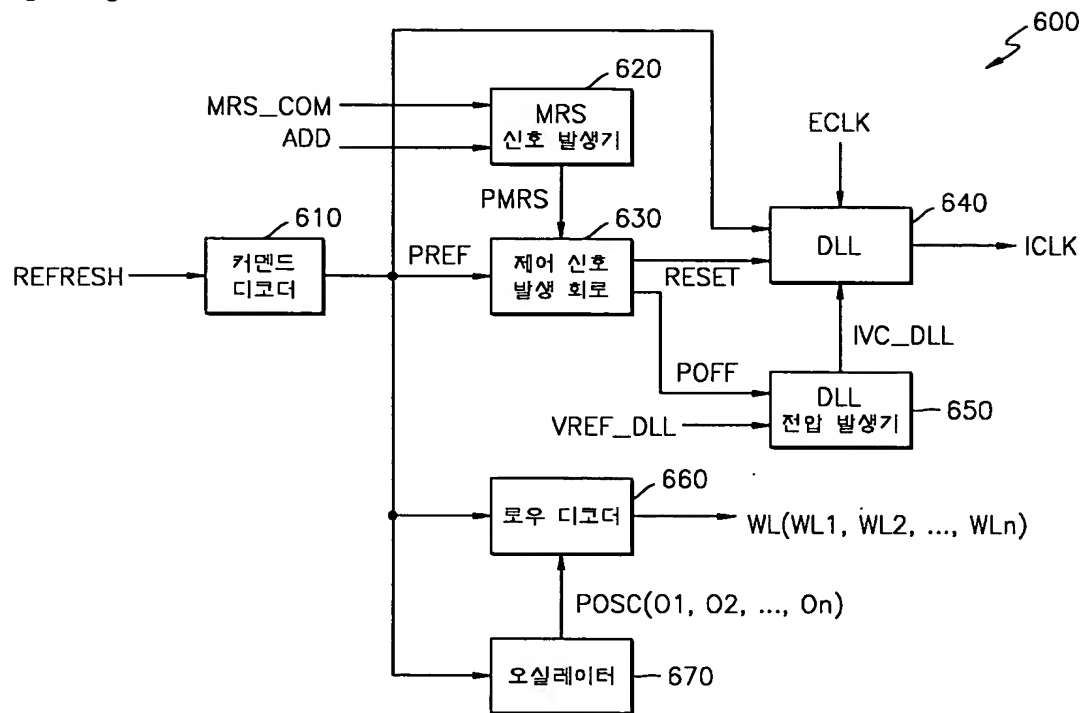 600
620
MRS_COM
ADD
MRS
신호 발생기
ECLK
PMRS
610
630
640
REFRESH
커멘드
디코더
PREF
제어 신호
발생 회로
RESET
DLL
ICLK
IVC_DLL
POFF
DLL
전압 발생기
650
VREF_DLL
660
로우 디코더
WL(WL1, WL2, ..., WLn)
POSC(O1, O2, ..., On)
오실레이터
670